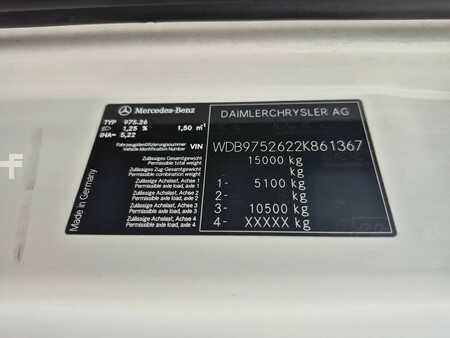 Mercedes-Benz
DAIMLERCHRYSLER AG
TYP 975.26
1,25 % 1,50 m
INA= 5,22
Fahrzeugidentifizierungsnummer
Vehicle Identification Number VIN WDB9752622K861367
Zulässiges Gesamtgewicht
Permissible total weight 15000 kg
Zulässiges Zug-Gesamtgewicht
Permissible combination weight kg
Zulässige Achslast, Achse 1
Permissible axle load, axle 1 1- 5100 kg
Zulässige Achslast, Achse 2
Permissible axle load, axle 2 2- kg
Zulässige Achslast, Achse 3
Permissible axle load, axle 3 3- 10500 kg
Zulässige Achslast, Achse 4
Permissible axle load, axle 4 4- XXXXX kg
Made in Germany